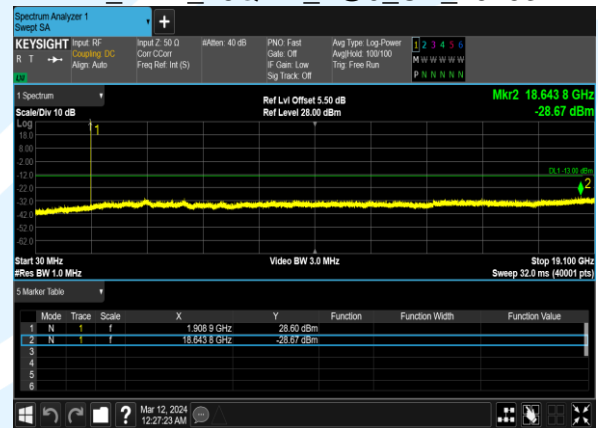 Spectrum Analyzer 1
Swept SA
+
KEYSIGHT Input: RF Input Z: 50 Ω #Atten: 40 dB PNO: Fast Avg Type: Log-Power 1 2 3 4 5 6
R T Coupling: DC Corr CCorr Gate: Off Avg|Hold: 100/100 M W W W W W
Align: Auto Freq Ref: Int (S) IF Gain: Low Trig: Free Run
Sig Track: Off P N N N N N
1 Spectrum Ref Lvl Offset 5.50 dB Mkr2 18.643 8 GHz
Scale/Div 10 dB Ref Level 28.00 dBm -28.67 dBm
Log
18.0 1
8.00
-2.00
-12.0 DL1 -13.00 dBm
-22.0 2
-32.0
-42.0
-52.0
-62.0
Start 30 MHz Video BW 3.0 MHz Stop 19.100 GHz
#Res BW 1.0 MHz Sweep 32.0 ms (40001 pts)
5 Marker Table
Mode Trace Scale X Y Function Function Width Function Value
1 N 1 f 1.908 9 GHz 28.60 dBm
2 N 1 f 18.643 8 GHz -28.67 dBm
3
4
5
6
? Mar 12, 2024
12:27:23 AM